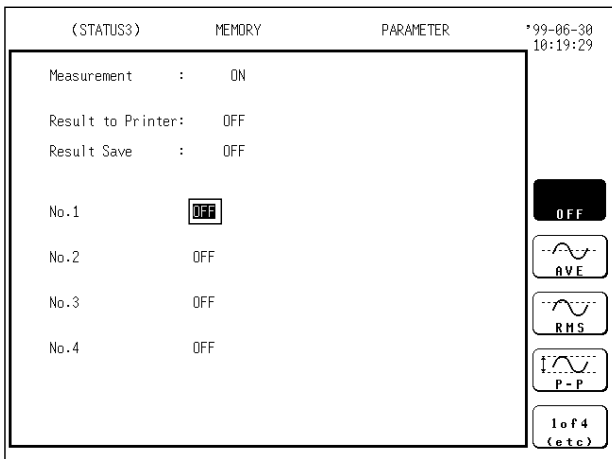 (STATUS3) MEMORY PARAMETER '99-06-30
10:19:29
Measurement : ON
Result to Printer: OFF
Result Save : OFF
No.1 OFF
No.2 OFF
No.3 OFF
No.4 OFF
OFF
AVE
RMS
P-P
1of4
(etc)